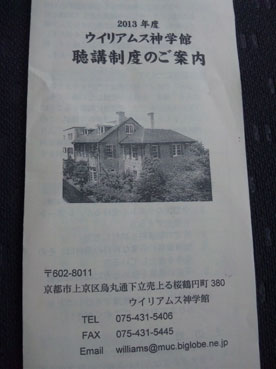 2013 年度
ウイリアムス神学館
聴講制度のご案内
〒602-8011
京都市上京区烏丸通下立売上る桜鶴円町 380
ウイリアムス神学館
TEL 075-431-5406
FAX 075-431-5445
Email williams@muc.biglobe.ne.jp